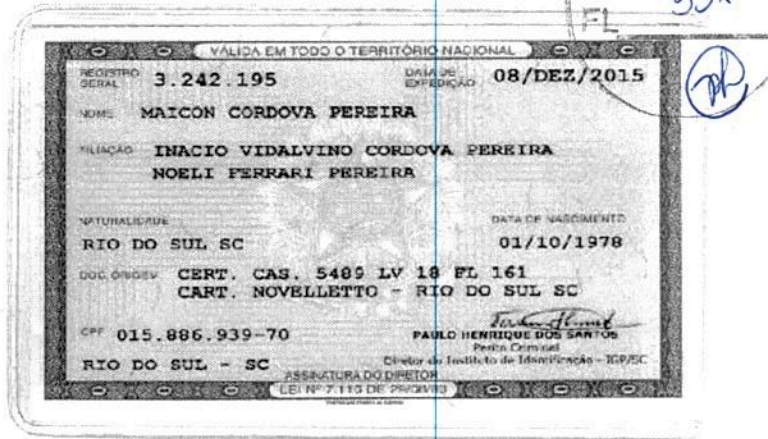 FL
VÁLIDA EM TODO O TERRITÓRIO NACIONAL
REGISTRO GERAL 3.242.195 DATA DE EXPEDIÇÃO 08/DEZ/2015
NOME MAICON CORDOVA PEREIRA
FILIAÇÃO INACIO VIDALVINO CORDOVA PEREIRA
NOELI FERRARI PEREIRA
NATURALIDADE DATA DE NASCIMENTO
RIO DO SUL SC 01/10/1978
DOC. ORIGEM CERT. CAS. 5489 LV 18 FL 161
CART. NOVELLETTO - RIO DO SUL SC
CPF 015.886.939-70
PAULO HENRIQUE DOS SANTOS
Perito Criminal
RIO DO SUL - SC Diretor do Instituto de Identificação - IGP/SC
ASSINATURA DO DIRETOR
LEI Nº 7.116 DE